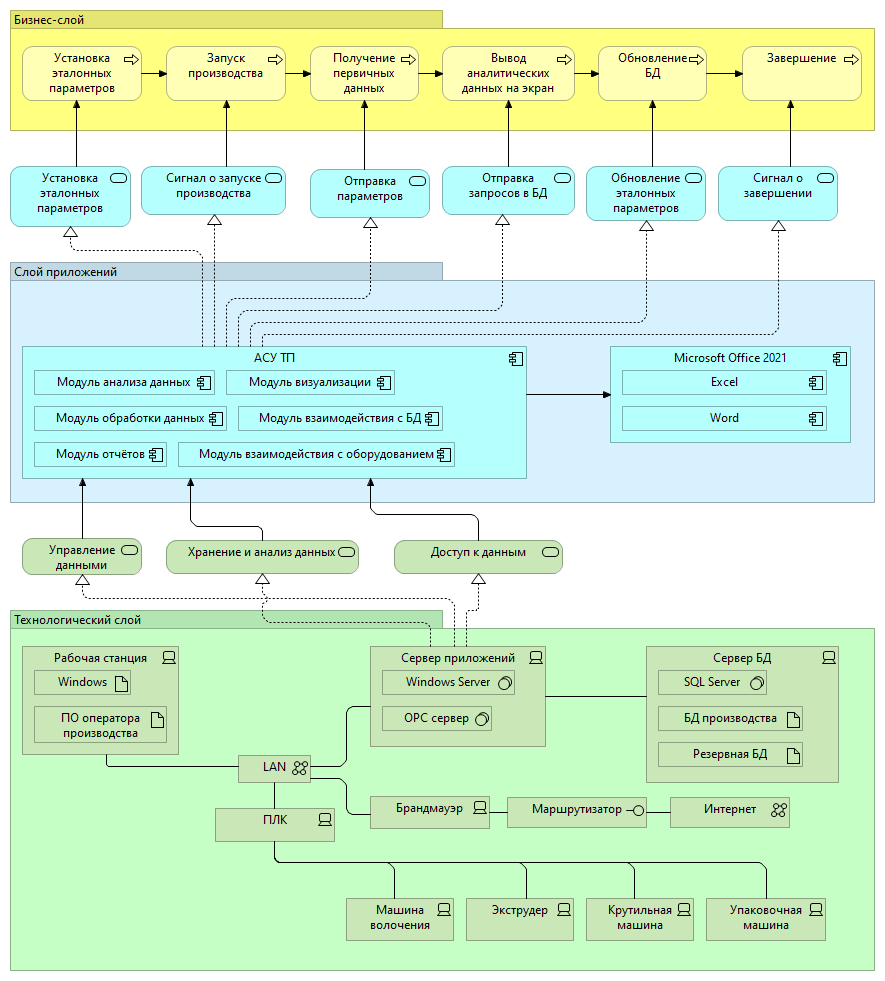 Бизнес-слой
Установка
эталонных
параметров
Запуск
производства
Получение
первичных
данных
Вывод
аналитических
данных на экран
Обновление
БД
Завершение
Установка
эталонных
параметров
Сигнал о запуске
производства
Отправка
параметров
Отправка
запросов в БД
Обновление
эталонных
параметров
Сигнал о
завершении
Слой приложений
АСУ ТП
Модуль анализа данных
Модуль визуализации
Модуль обработки данных
Модуль взаимодействия с БД
Модуль отчётов
Модуль взаимодействия с оборудованием
Microsoft Office 2021
Excel
Word
Управление
данными
Хранение и анализ данных
Доступ к данным
Технологический слой
Рабочая станция
Windows
ПО оператора
производства
Сервер приложений
Windows Server
OPC сервер
Сервер БД
SQL Server
БД производства
Резервная БД
LAN
ПЛК
Брандмауэр
Маршрутизатор
Интернет
Машина
волочения
Экструдер
Крутильная
машина
Упаковочная
машина